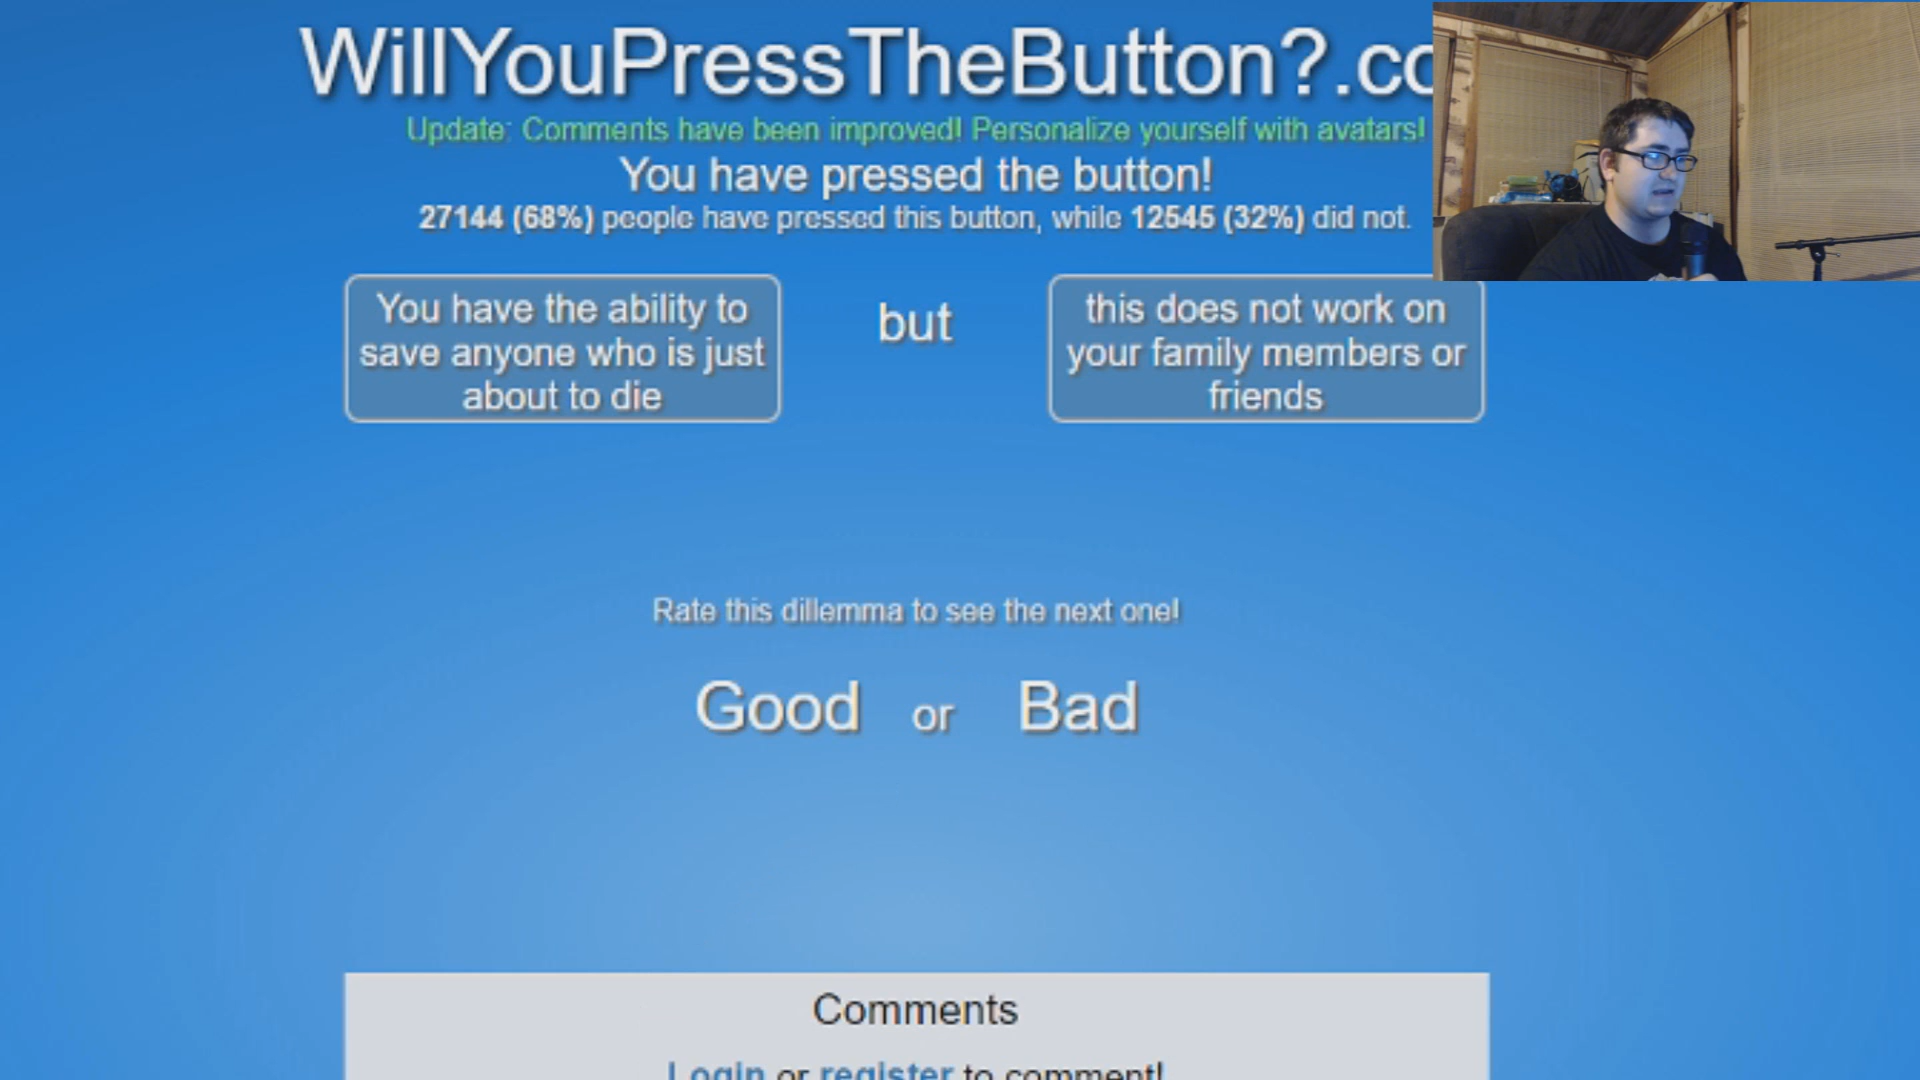 WillYouPressTheButton?.co
Update: Comments have been improved! Personalize yourself with avatars!
You have pressed the button!
27144 (68%) people have pressed this button, while 12545 (32%) did not.
You have the ability to
save anyone who is just
about to die
but
this does not work on
your family members or
friends
Rate this dillemma to see the next one!
Good or Bad
Comments
Login or register to comment!